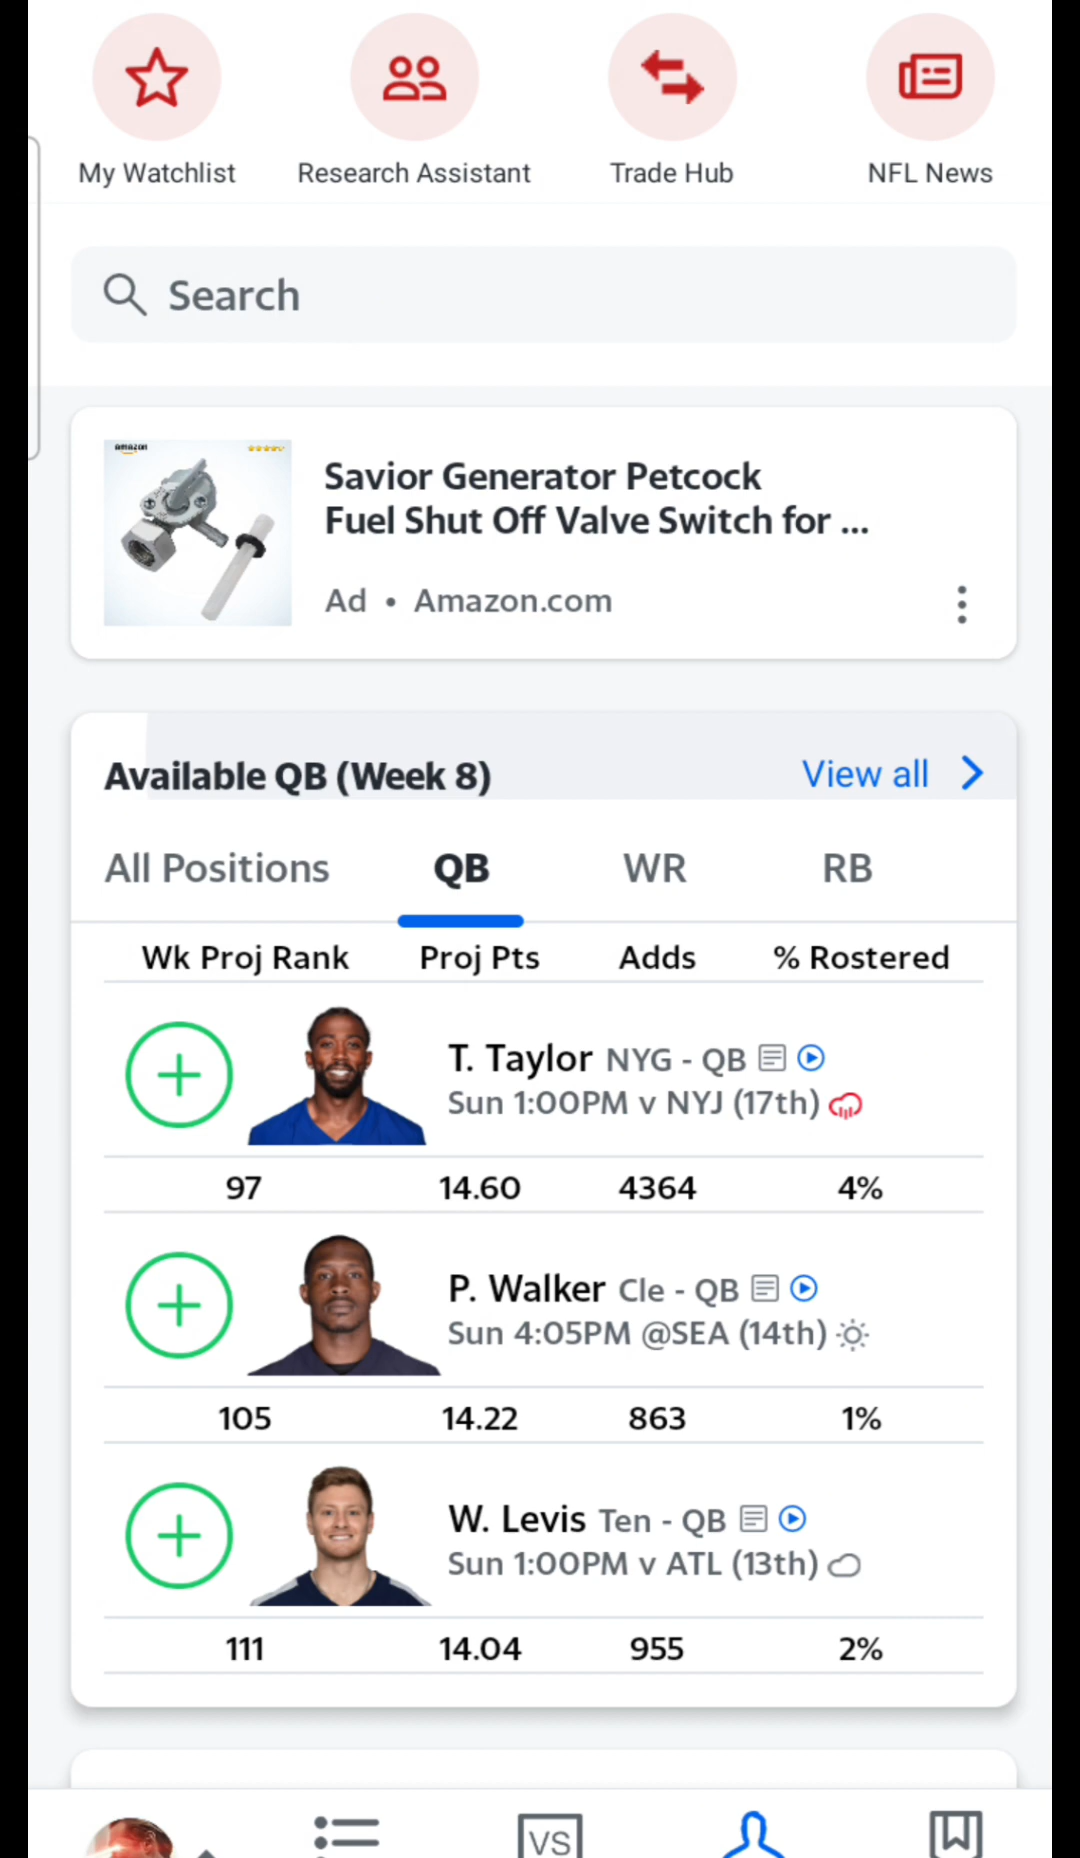 My Watchlist
Research Assistant
Trade Hub
NFL News
Search
amazon
Savior Generator Petcock
Fuel Shut Off Valve Switch for ...
Ad • Amazon.com
Available QB (Week 8)
View all
All Positions QB WR RB
Wk Proj Rank Proj Pts Adds % Rostered
T. Taylor NYG - QB
Sun 1:00PM v NYJ (17th)
97 14.60 4364 4%
P. Walker Cle - QB
Sun 4:05PM @SEA (14th)
105 14.22 863 1%
W. Levis Ten - QB
Sun 1:00PM v ATL (13th)
111 14.04 955 2%
VS